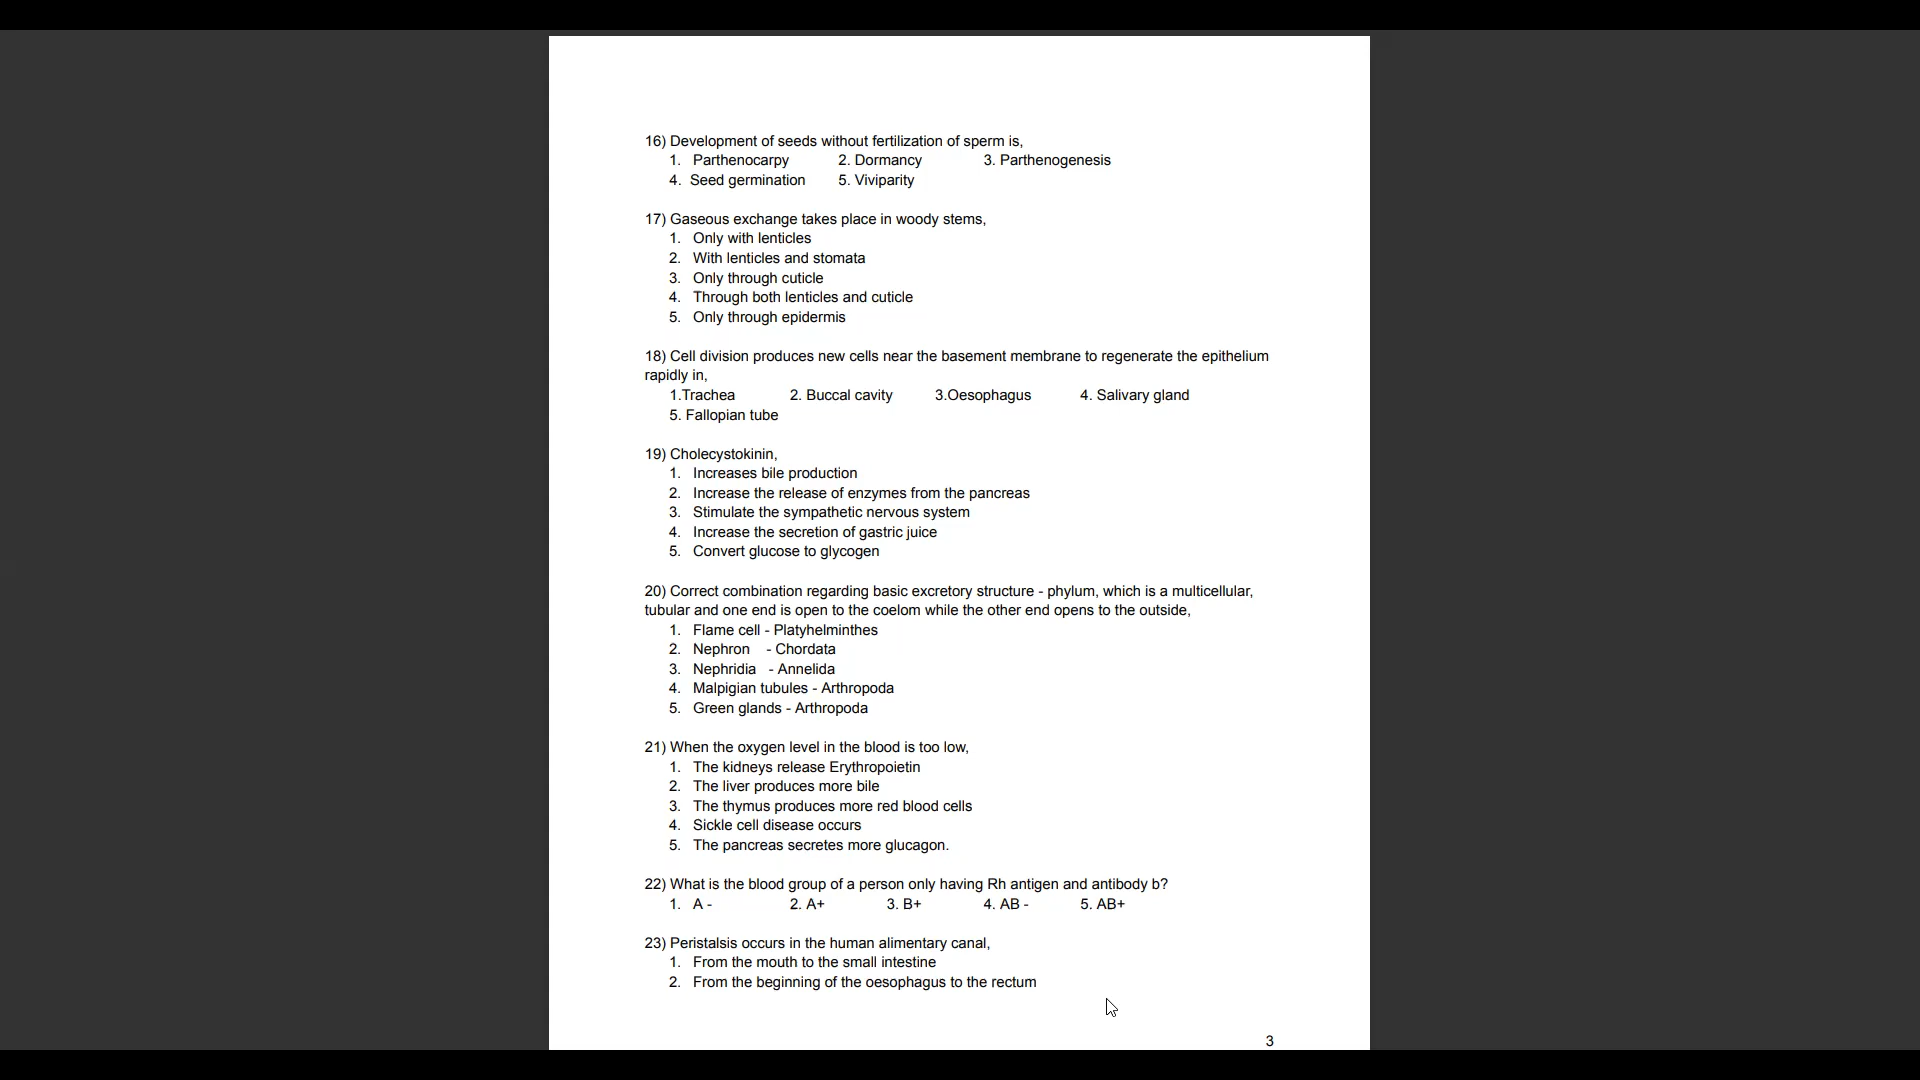 16) Development of seeds without fertilization of sperm is,
1. Parthenocarpy 2. Dormancy 3. Parthenogenesis
4. Seed germination 5. Viviparity
17) Gaseous exchange takes place in woody stems,
1. Only with lenticles
2. With lenticles and stomata
3. Only through cuticle
4. Through both lenticles and cuticle
5. Only through epidermis
18) Cell division produces new cells near the basement membrane to regenerate the epithelium
rapidly in,
1.Trachea 2. Buccal cavity 3.Oesophagus 4. Salivary gland
5. Fallopian tube
19) Cholecystokinin,
1. Increases bile production
2. Increase the release of enzymes from the pancreas
3. Stimulate the sympathetic nervous system
4. Increase the secretion of gastric juice
5. Convert glucose to glycogen
20) Correct combination regarding basic excretory structure - phylum, which is a multicellular,
tubular and one end is open to the coelom while the other end opens to the outside,
1. Flame cell - Platyhelminthes
2. Nephron - Chordata
3. Nephridia - Annelida
4. Malpigian tubules - Arthropoda
5. Green glands - Arthropoda
21) When the oxygen level in the blood is too low,
1. The kidneys release Erythropoietin
2. The liver produces more bile
3. The thymus produces more red blood cells
4. Sickle cell disease occurs
5. The pancreas secretes more glucagon.
22) What is the blood group of a person only having Rh antigen and antibody b?
1. A - 2. A+ 3. B+ 4. AB - 5. AB+
23) Peristalsis occurs in the human alimentary canal,
1. From the mouth to the small intestine
2. From the beginning of the oesophagus to the rectum
3